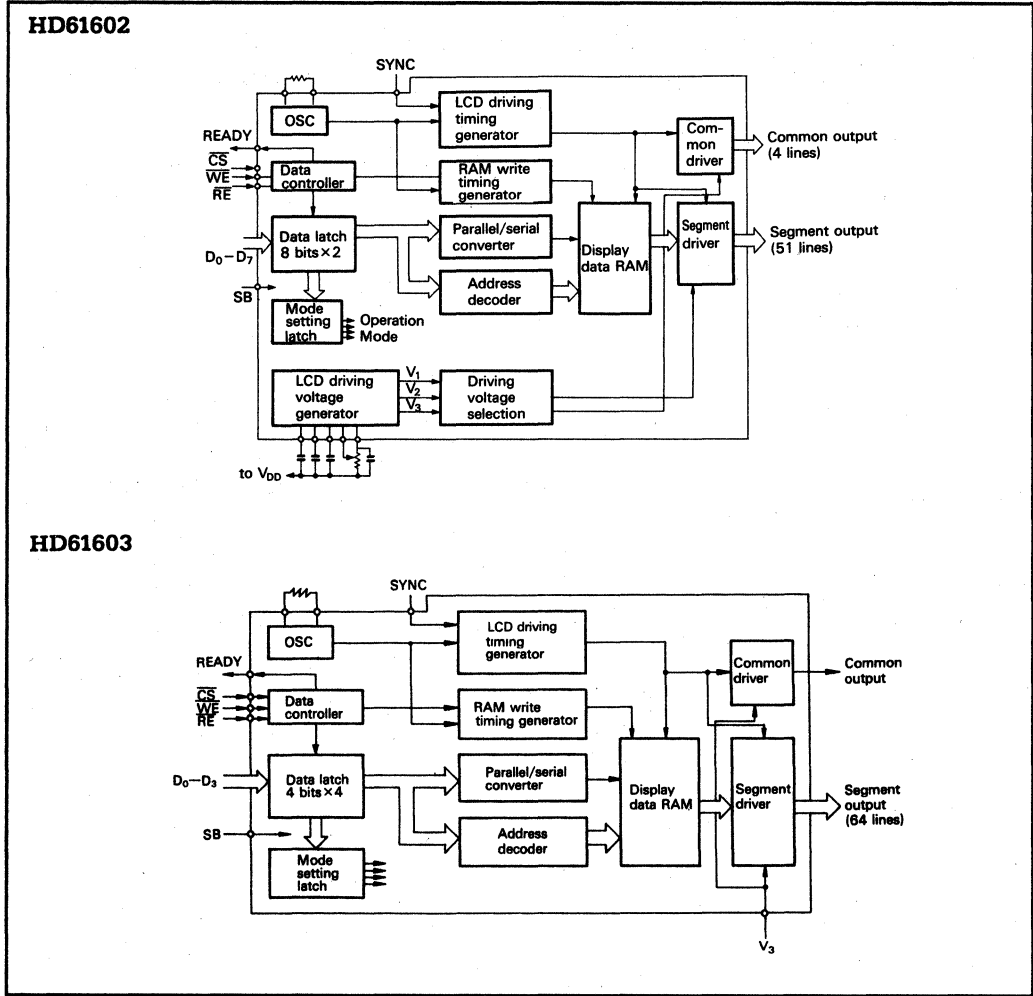 HD61602
SYNC
OSC
LCD driving
timing
generator
Com-
mon
driver
Common output
(4 lines)
READY
CS
WE
RE
Data
controller
RAM write
timing
generator
D₀–D₇
Data latch
8 bits×2
Parallel/serial
converter
Display
data RAM
Segment
driver
Segment output
(51 lines)
Address
decoder
SB
Mode
setting
latch
Operation
Mode
LCD driving
voltage
generator
V₁
V₂
V₃
Driving
voltage
selection
to V_DD
HD61603
SYNC
OSC
LCD driving
timing
generator
Common
driver
Common
output
READY
CS
WE
RE
Data
controller
RAM write
timing generator
D₀–D₃
Data latch
4 bits×4
Parallel/serial
converter
Display
data RAM
Segment
driver
Segment
output
(64 lines)
SB
Address
decoder
Mode
setting
latch
V₃